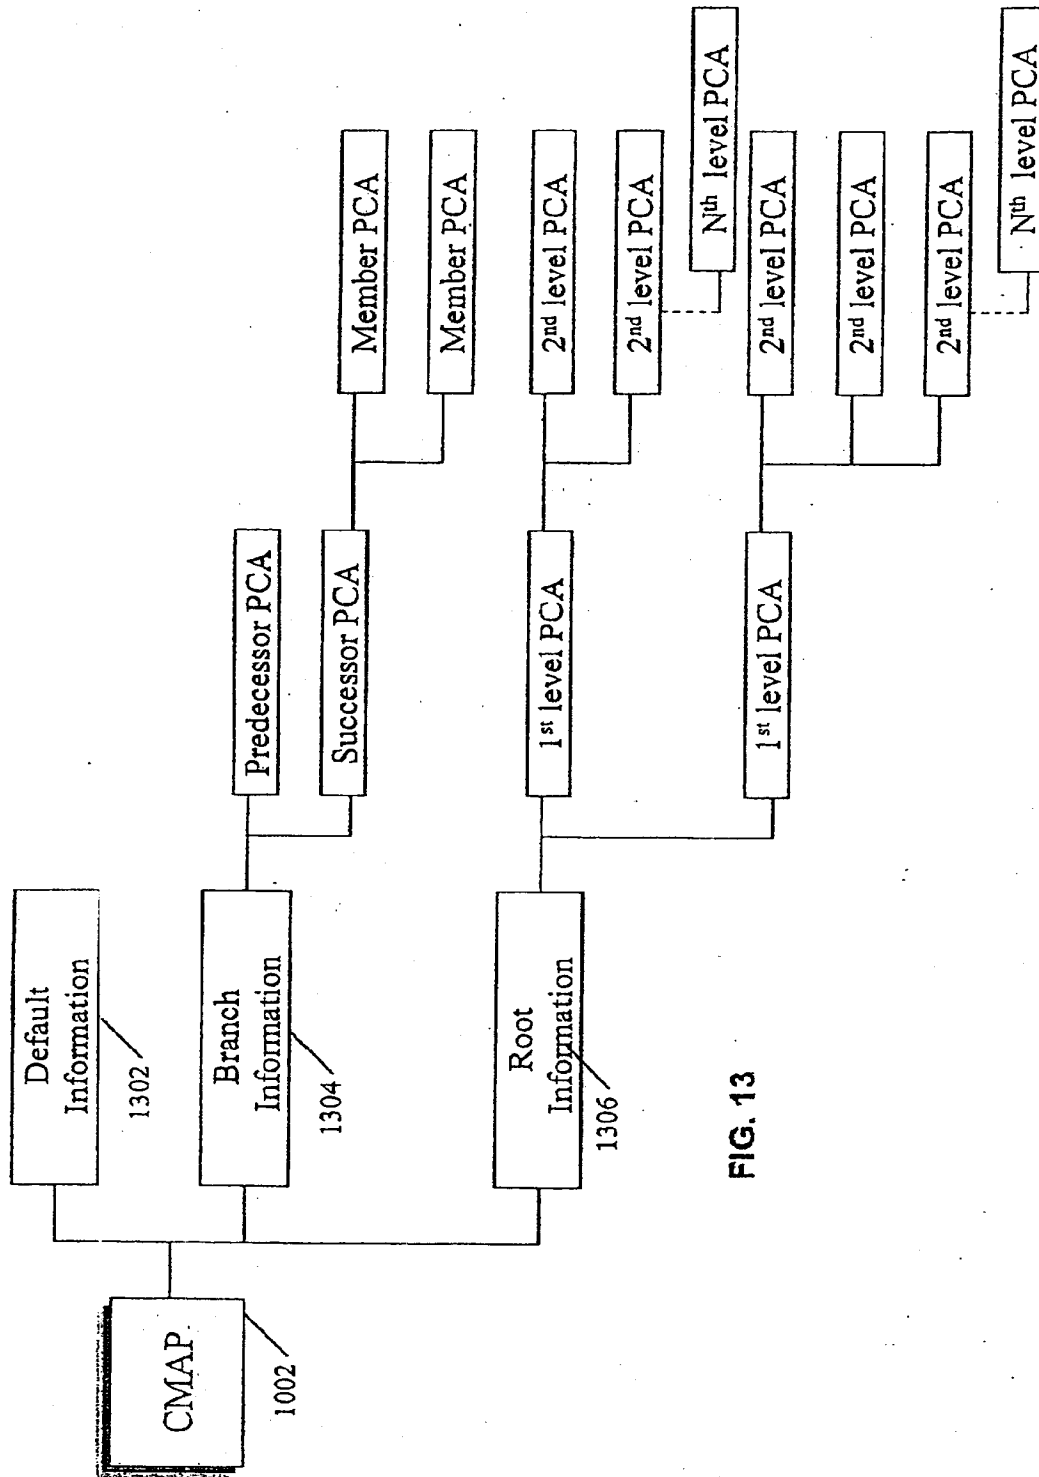 CMAP
1002
Default
Information
1302
Branch
Information
1304
Predecessor PCA
Successor PCA
Member PCA
Member PCA
Root
Information
1306
1st level PCA
2nd level PCA
2nd level PCA
Nth level PCA
1st level PCA
2nd level PCA
2nd level PCA
2nd level PCA
Nth level PCA
FIG. 13